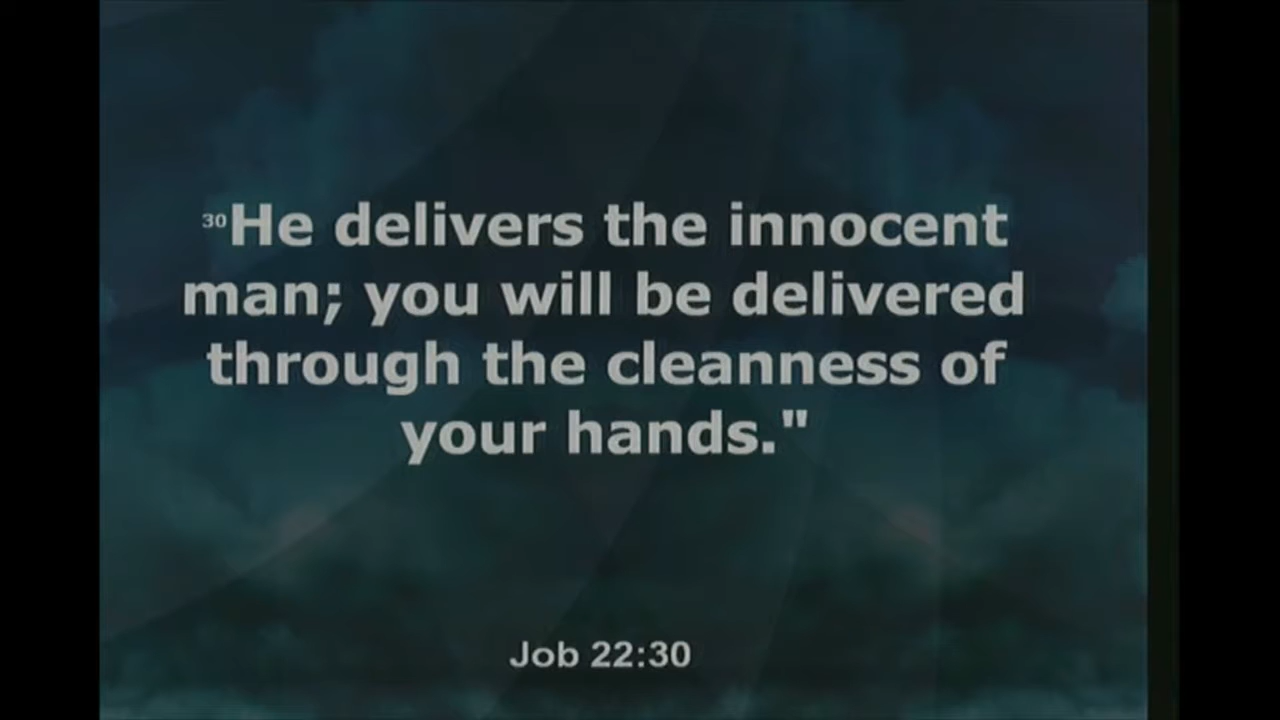 30He delivers the innocent
man; you will be delivered
through the cleanness of
your hands."
Job 22:30